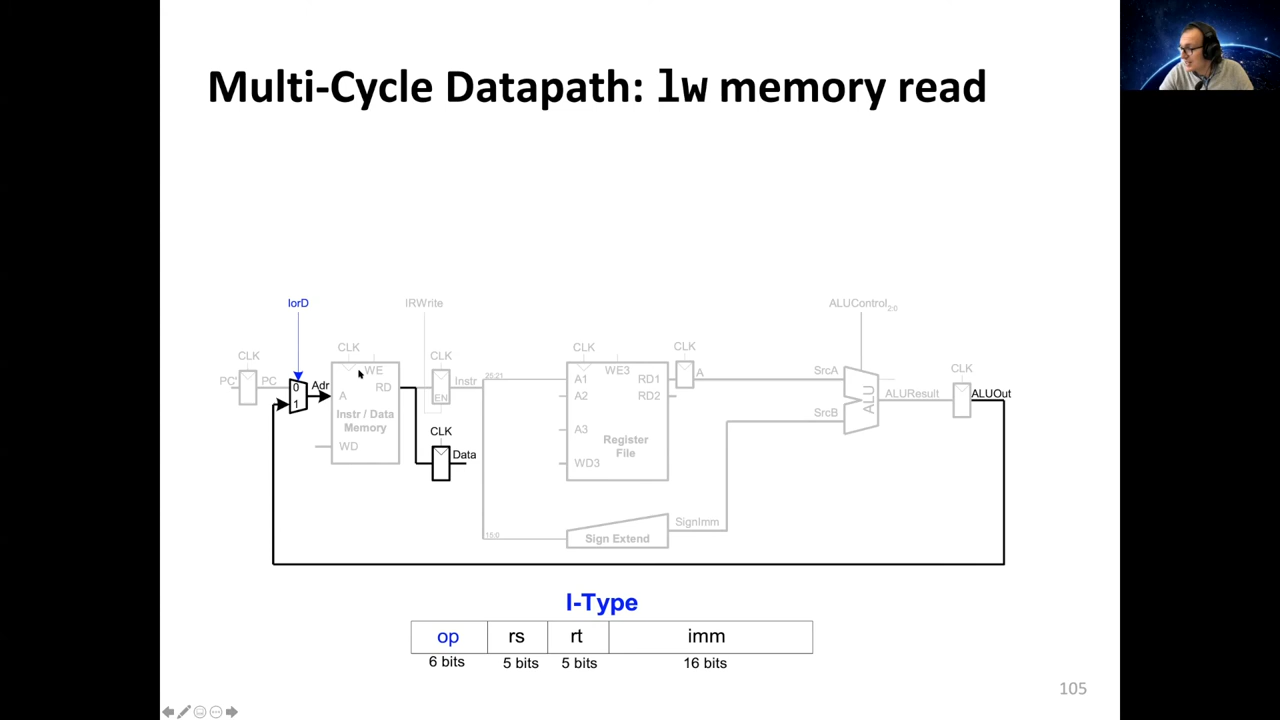 Multi-Cycle Datapath: lw memory read
IorD
IRWrite
ALUControl2:0
CLK
CLK
CLK
CLK
CLK
CLK
PC'
PC
0
1
Adr
WE
RD
A
Instr / Data
Memory
WD
EN
Instr
25:21
A1
A2
A3
WD3
WE3
RD1
RD2
Register
File
A
SrcA
SrcB
ALU
ALUResult
ALUOut
CLK
Data
15:0
Sign Extend
SignImm
I-Type
op rs rt imm
6 bits 5 bits 5 bits 16 bits
105